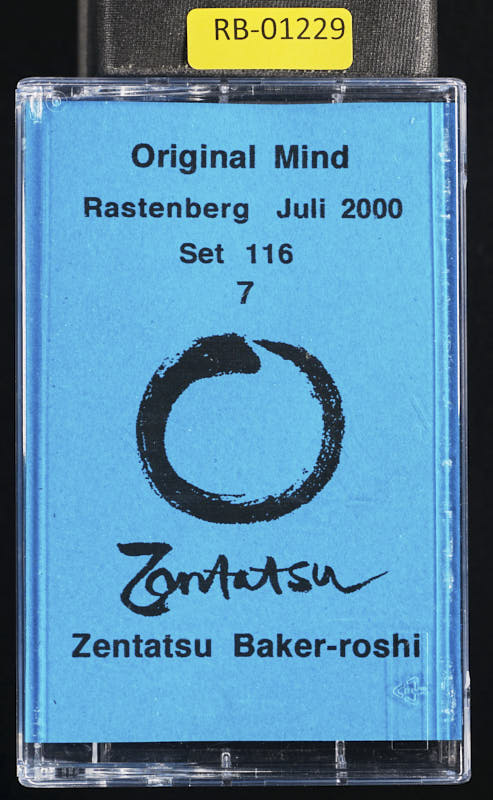 RB-01229
Original Mind
Rastenberg Juli 2000
Set 116
7
Zentatsu
Zentatsu Baker-roshi